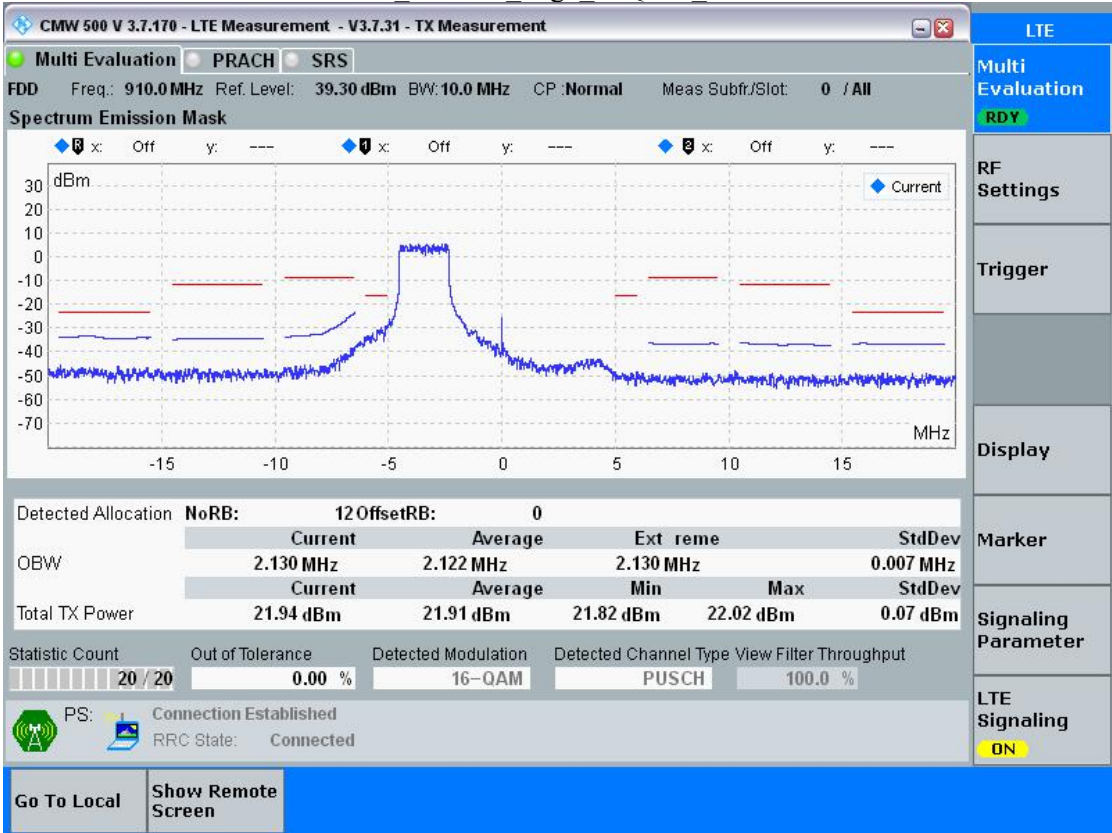 CMW 500 V 3.7.170 - LTE Measurement - V3.7.31 - TX Measurement
LTE
Multi Evaluation PRACH SRS
FDD Freq.: 910.0 MHz Ref. Level: 39.30 dBm BW: 10.0 MHz CP :Normal Meas Subfr./Slot: 0 / All
Spectrum Emission Mask
R x: Off y: --- 1 x: Off y: --- 2 x: Off y: ---
dBm
Current
30
20
10
0
-10
-20
-30
-40
-50
-60
-70
MHz
-15 -10 -5 0 5 10 15
Detected Allocation NoRB: 12 OffsetRB: 0
Current Average Ext reme StdDev
OBW 2.130 MHz 2.122 MHz 2.130 MHz 0.007 MHz
Current Average Min Max StdDev
Total TX Power 21.94 dBm 21.91 dBm 21.82 dBm 22.02 dBm 0.07 dBm
Statistic Count Out of Tolerance Detected Modulation Detected Channel Type View Filter Throughput
20 / 20 0.00 % 16-QAM PUSCH 100.0 %
PS: Connection Established
RRC State: Connected
Multi
Evaluation
RDY
RF
Settings
Trigger
Display
Marker
Signaling
Parameter
LTE
Signaling
ON
Go To Local
Show Remote
Screen